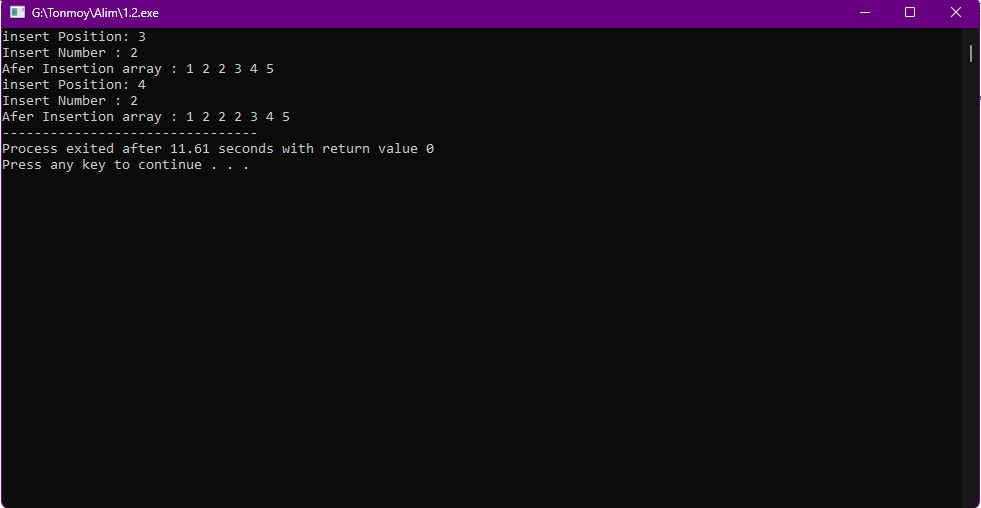 G:\Tonmoy\Alim\1.2.exe
insert Position: 3
Insert Number : 2
Afer Insertion array : 1 2 2 3 4 5
insert Position: 4
Insert Number : 2
Afer Insertion array : 1 2 2 2 3 4 5
--------------------------------
Process exited after 11.61 seconds with return value 0
Press any key to continue . . .